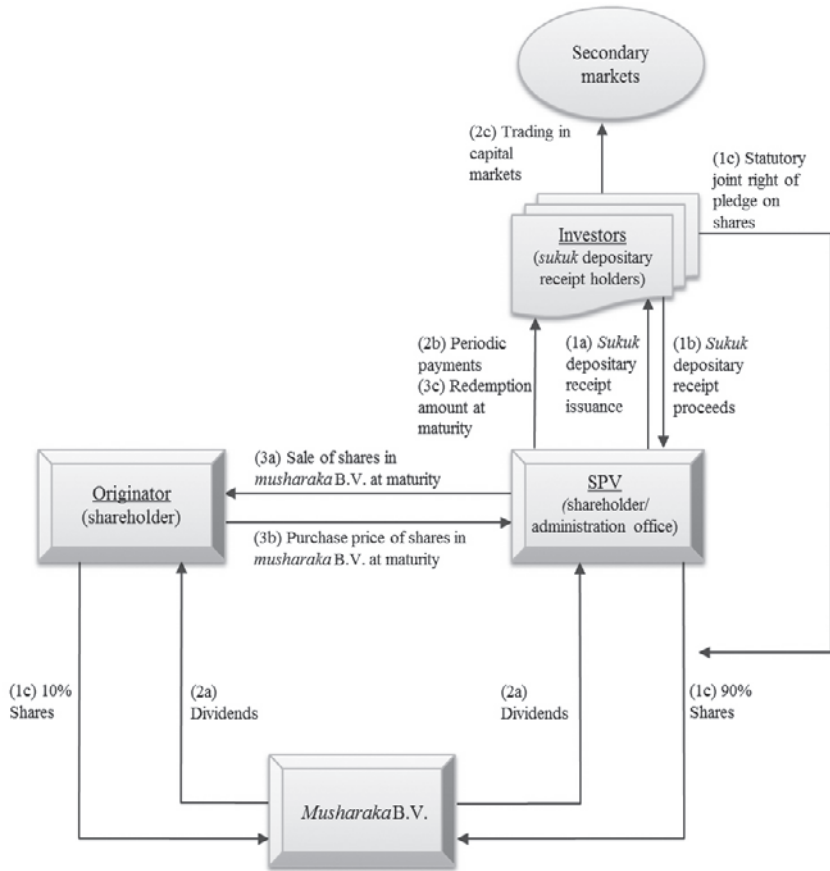 Secondary
markets
(2c) Trading in
capital
markets
(1c) Statutory
joint right of
pledge on
shares
Investors
(sukuk depositary
receipt holders)
(2b) Periodic
payments
(3c) Redemption
amount at
maturity
(1a) Sukuk
depositary
receipt
issuance
(1b) Sukuk
depositary
receipt
proceeds
(3a) Sale of shares in
musharaka B.V. at maturity
Originator
(shareholder)
SPV
(shareholder/
administration office)
(3b) Purchase price of shares in
musharaka B.V. at maturity
(1c) 10%
Shares
(2a)
Dividends
(2a)
Dividends
(1c) 90%
Shares
Musharaka B.V.